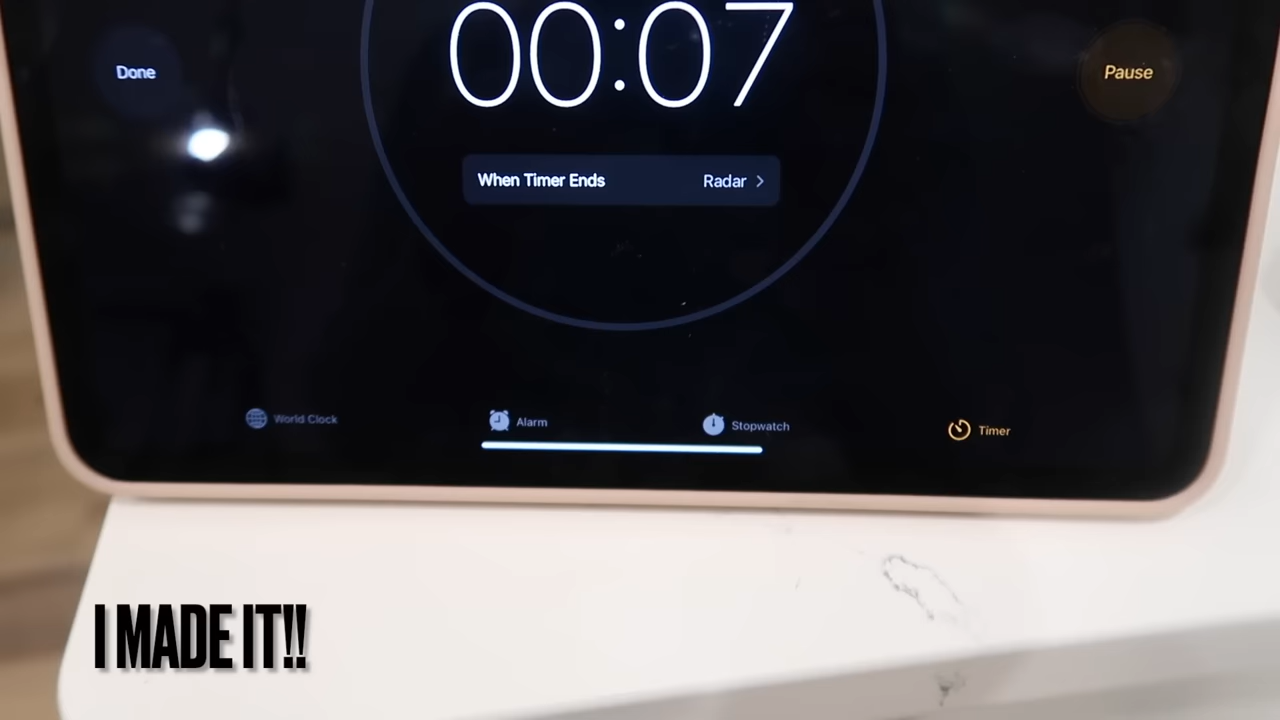 00:07
Done
Pause
When Timer Ends Radar
World Clock Alarm Stopwatch Timer
I MADE IT!!